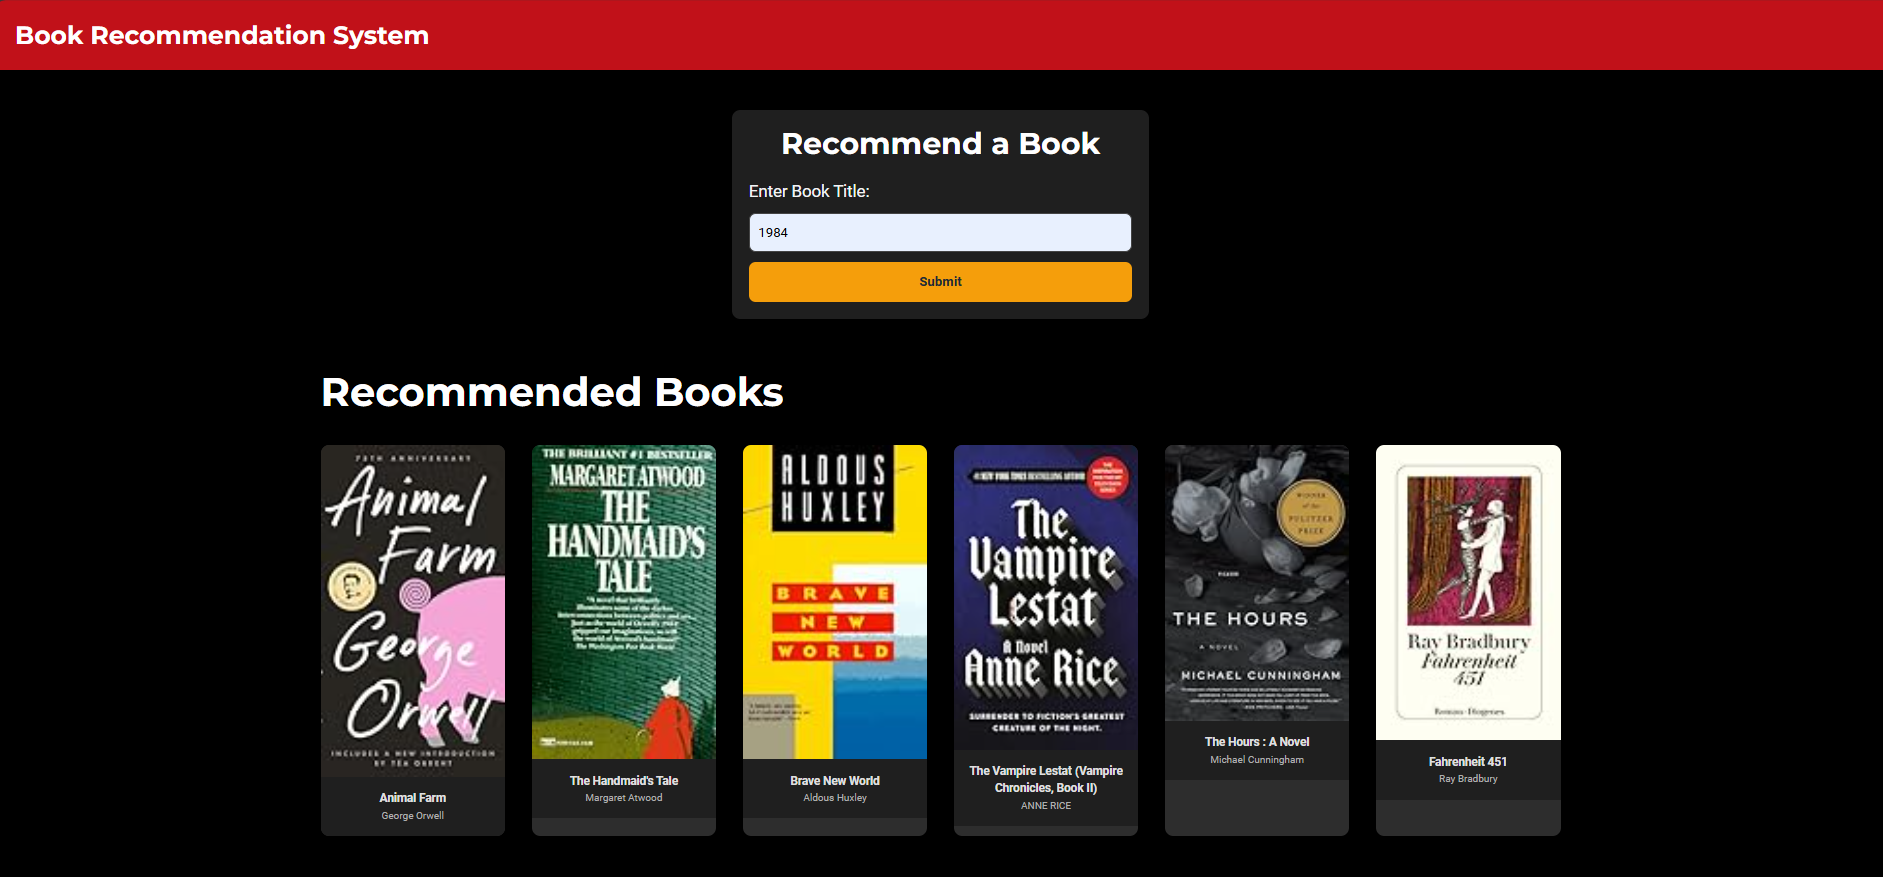 Book Recommendation System
Recommend a Book
Enter Book Title:
1984
Submit
Recommended Books
75TH ANNIVERSARY
Animal
Farm
George
Orwell
INCLUDES A NEW INTRODUCTION
BY TÉA OBREHT
Animal Farm
George Orwell
THE BRILLIANT #1 BESTSELLER
MARGARET ATWOOD
THE
HANDMAID'S
TALE
The Handmaid's Tale
Margaret Atwood
ALDOUS
HUXLEY
BRAVE
NEW
WORLD
Brave New World
Aldous Huxley
#1 NEW YORK TIMES BESTSELLING AUTHOR
The
Vampire
Lestat
A Novel
Anne Rice
SURRENDER TO FICTION'S GREATEST
CREATURE OF THE NIGHT.
The Vampire Lestat (Vampire
Chronicles, Book II)
ANNE RICE
WINNER
of the
PULITZER
PRIZE
PICADOR
THE HOURS
A NOVEL
MICHAEL CUNNINGHAM
The Hours : A Novel
Michael Cunningham
Ray Bradbury
Fahrenheit
451
Roman · Diogenes
Fahrenheit 451
Ray Bradbury